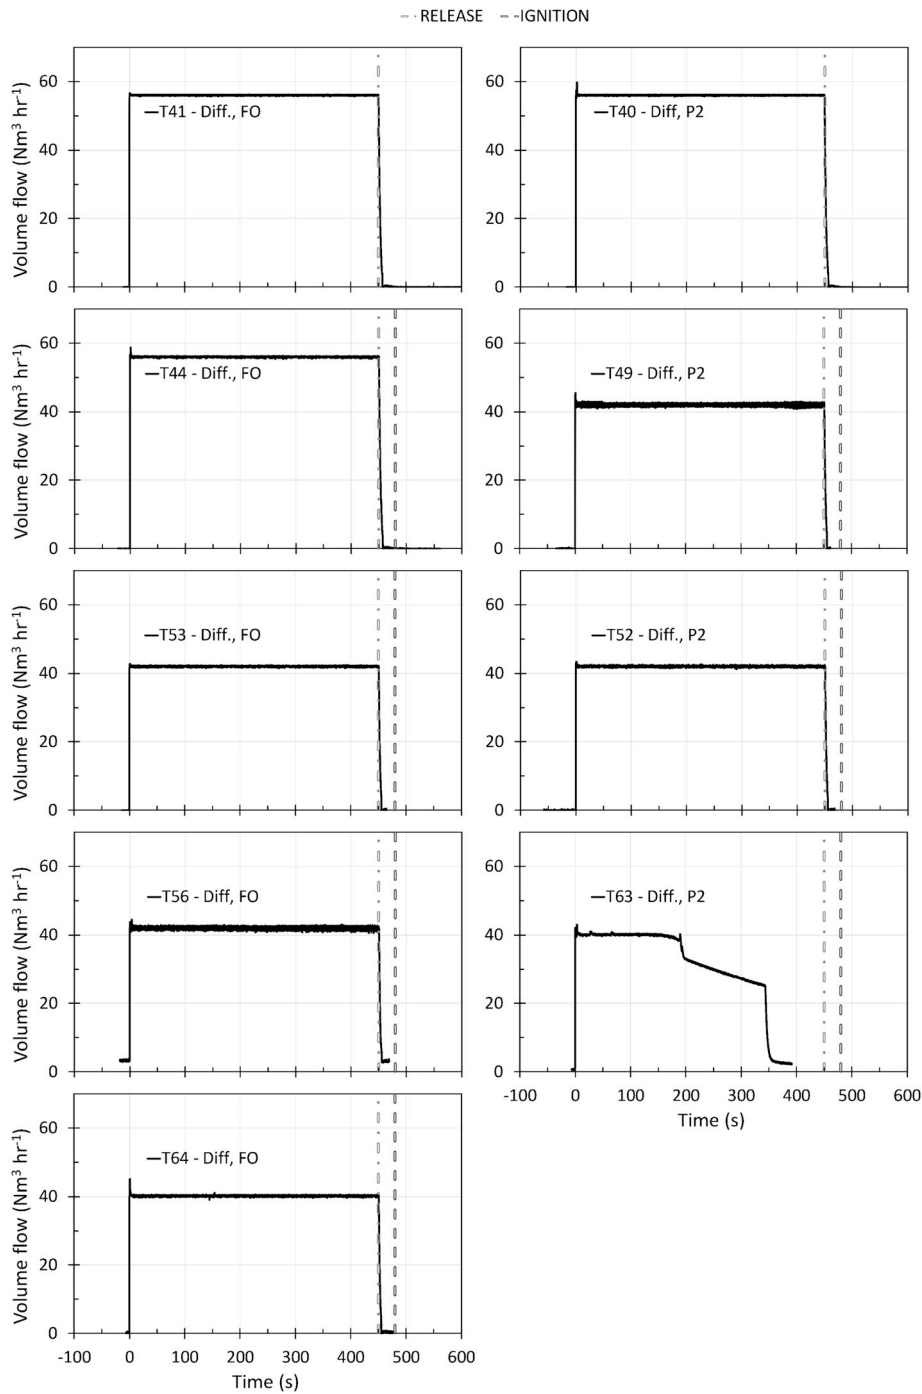 RELEASE IGNITION
60
40
20
0
Volume flow (Nm³ hr⁻¹)
T41 - Diff., FO
60
40
20
0
T40 - Diff, P2
60
40
20
0
Volume flow (Nm³ hr⁻¹)
T44 - Diff., FO
60
40
20
0
T49 - Diff., P2
60
40
20
0
Volume flow (Nm³ hr⁻¹)
T53 - Diff., FO
60
40
20
0
T52 - Diff., P2
60
40
20
0
Volume flow (Nm³ hr⁻¹)
T56 - Diff, FO
60
40
20
0
T63 - Diff., P2
-100 0 100 200 300 400 500 600
Time (s)
60
40
20
0
Volume flow (Nm³ hr⁻¹)
T64 - Diff, FO
-100 0 100 200 300 400 500 600
Time (s)